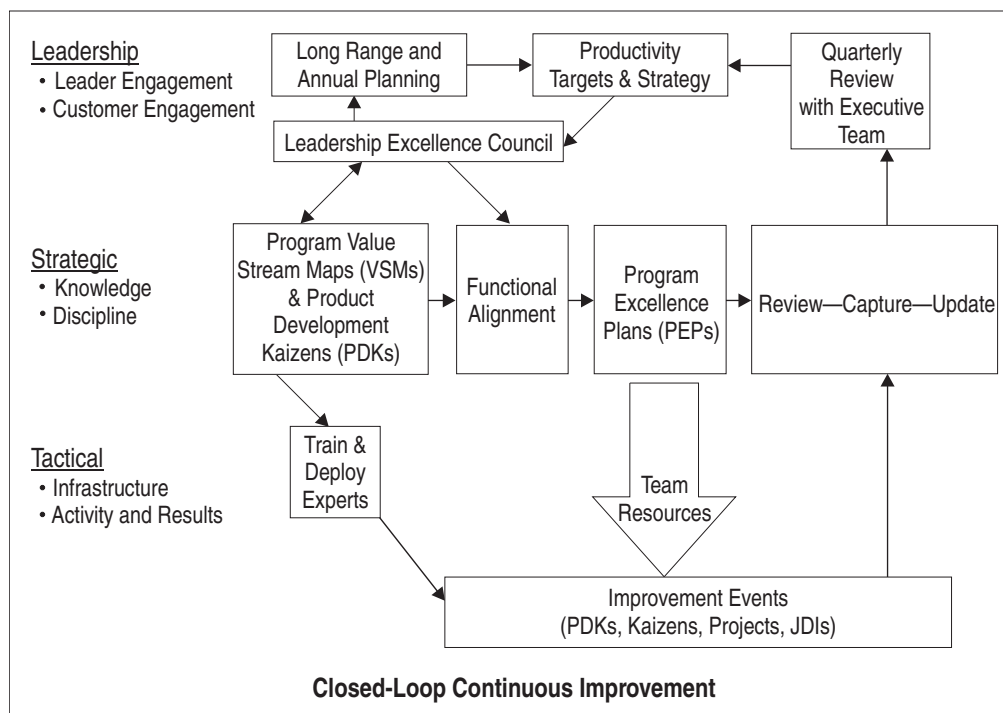 Leadership
• Leader Engagement
• Customer Engagement
Long Range and
Annual Planning
Productivity
Targets & Strategy
Quarterly
Review
with Executive
Team
Leadership Excellence Council
Strategic
• Knowledge
• Discipline
Program Value
Stream Maps (VSMs)
& Product
Development
Kaizens (PDKs)
Functional
Alignment
Program
Excellence
Plans (PEPs)
Review—Capture—Update
Tactical
• Infrastructure
• Activity and Results
Train &
Deploy
Experts
Team
Resources
Improvement Events
(PDKs, Kaizens, Projects, JDIs)
Closed-Loop Continuous Improvement